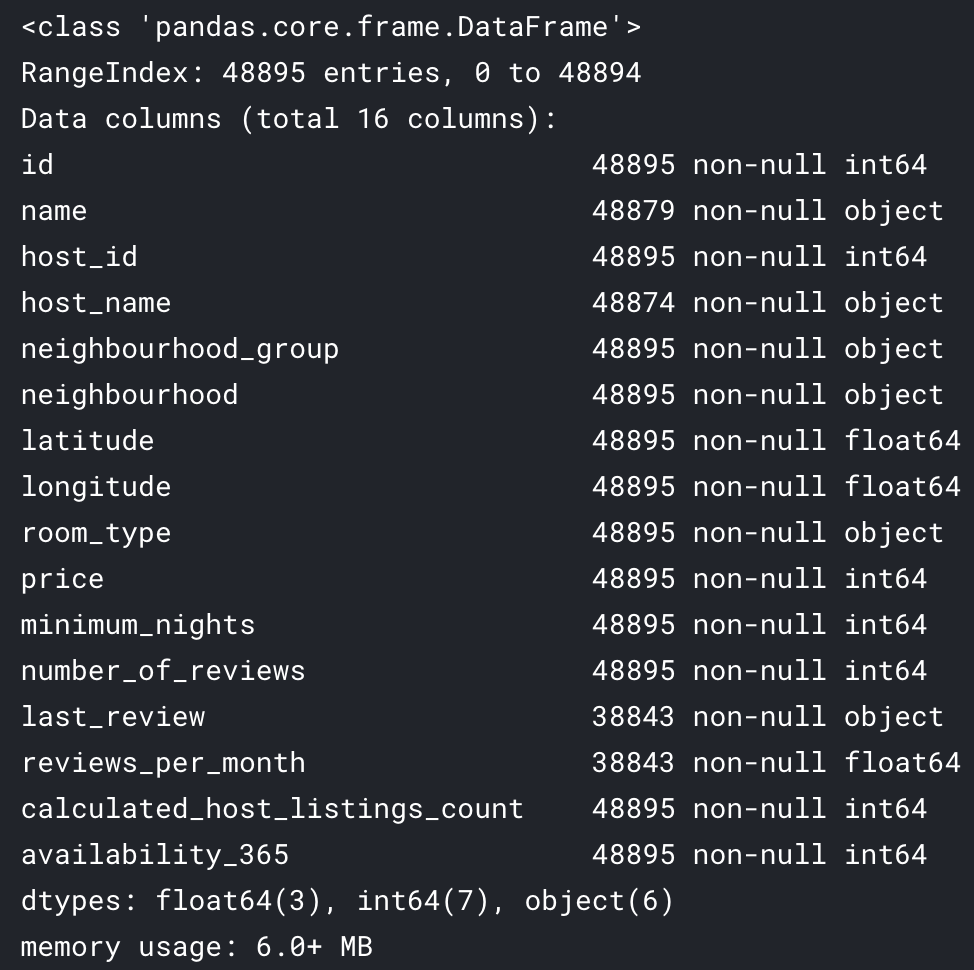 <class 'pandas.core.frame.DataFrame'>
RangeIndex: 48895 entries, 0 to 48894
Data columns (total 16 columns):
id                                48895 non-null int64
name                              48879 non-null object
host_id                           48895 non-null int64
host_name                         48874 non-null object
neighbourhood_group               48895 non-null object
neighbourhood                     48895 non-null object
latitude                          48895 non-null float64
longitude                         48895 non-null float64
room_type                         48895 non-null object
price                             48895 non-null int64
minimum_nights                    48895 non-null int64
number_of_reviews                 48895 non-null int64
last_review                       38843 non-null object
reviews_per_month                 38843 non-null float64
calculated_host_listings_count    48895 non-null int64
availability_365                  48895 non-null int64
dtypes: float64(3), int64(7), object(6)
memory usage: 6.0+ MB